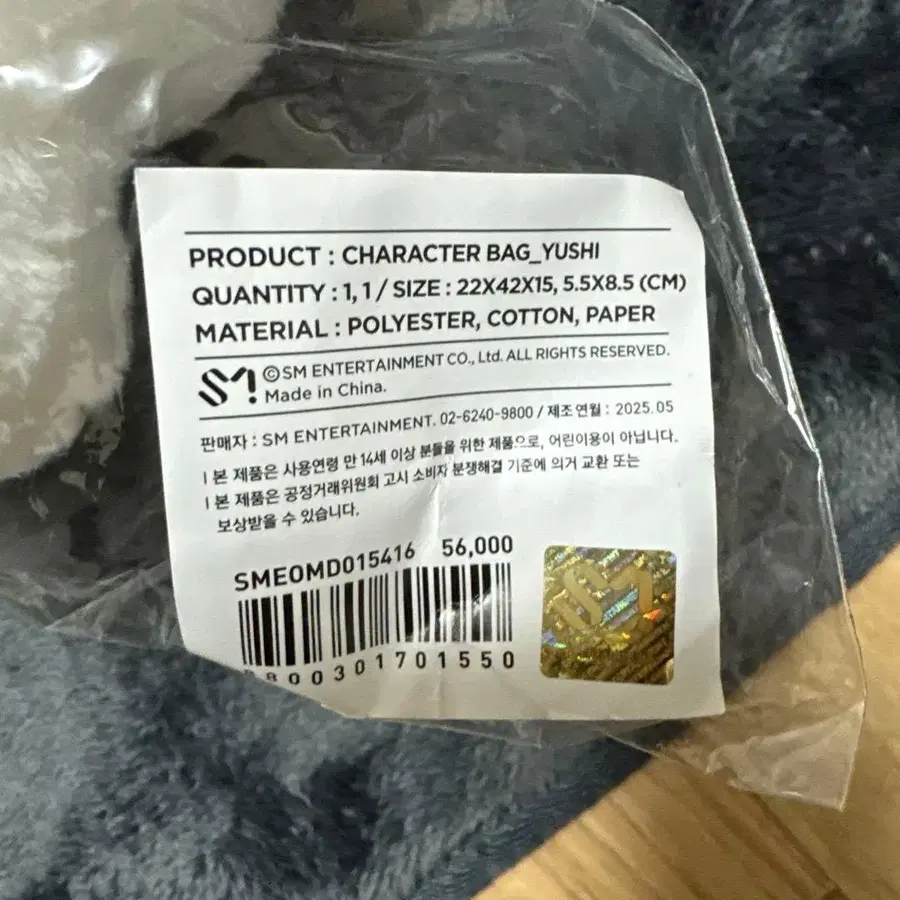 PRODUCT : CHARACTER BAG_YUSHI
QUANTITY : 1, 1 / SIZE : 22X42X15, 5.5X8.5 (CM)
MATERIAL : POLYESTER, COTTON, PAPER
SM! ©SM ENTERTAINMENT CO., Ltd. ALL RIGHTS RESERVED.
Made in China.
판매자 : SM ENTERTAINMENT. 02-6240-9800 / 제조연월 : 2025.05
| 본 제품은 사용연령 만 14세 이상 분들을 위한 제품으로, 어린이용이 아닙니다.
| 본 제품은 공정거래위원회 고시 소비자 분쟁해결 기준에 의거 교환 또는
보상받을 수 있습니다.
SMEOMD015416 56,000
8800301701550
SM